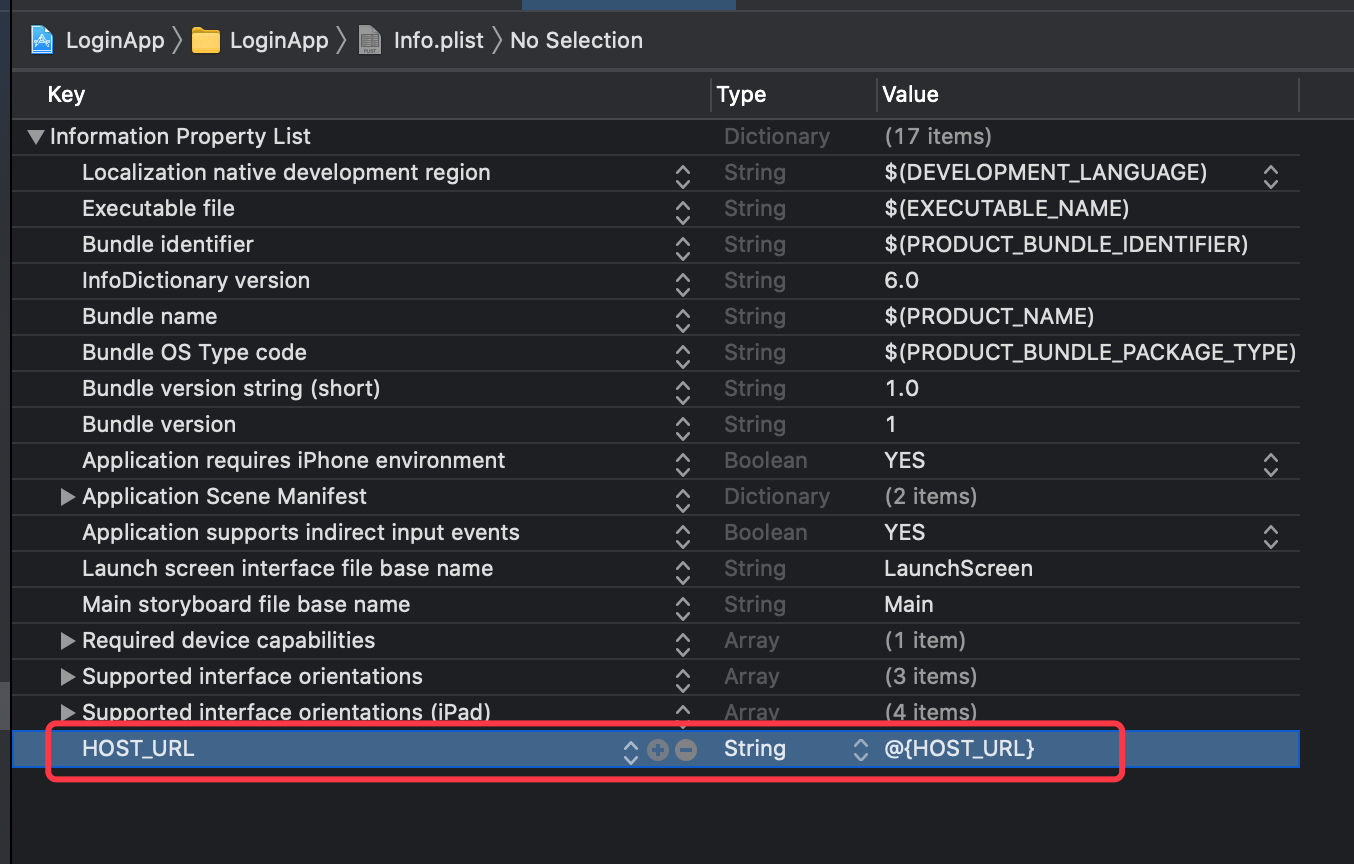 LoginApp LoginApp Info.plist No Selection
Key Type Value
Information Property List Dictionary (17 items)
Localization native development region String $(DEVELOPMENT_LANGUAGE)
Executable file String $(EXECUTABLE_NAME)
Bundle identifier String $(PRODUCT_BUNDLE_IDENTIFIER)
InfoDictionary version String 6.0
Bundle name String $(PRODUCT_NAME)
Bundle OS Type code String $(PRODUCT_BUNDLE_PACKAGE_TYPE)
Bundle version string (short) String 1.0
Bundle version String 1
Application requires iPhone environment Boolean YES
Application Scene Manifest Dictionary (2 items)
Application supports indirect input events Boolean YES
Launch screen interface file base name String LaunchScreen
Main storyboard file base name String Main
Required device capabilities Array (1 item)
Supported interface orientations Array (3 items)
Supported interface orientations (iPad) Array (4 items)
HOST_URL String @{HOST_URL}